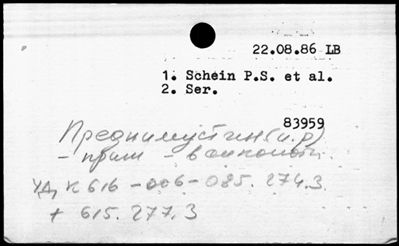 22.08.86 LB
1. Schein P.S. et al.
2. Ser.
83959
Преднимустин (и.р)
- прим - в онкологи.
УДК 616-006-085.274.3
+ 615.277.3